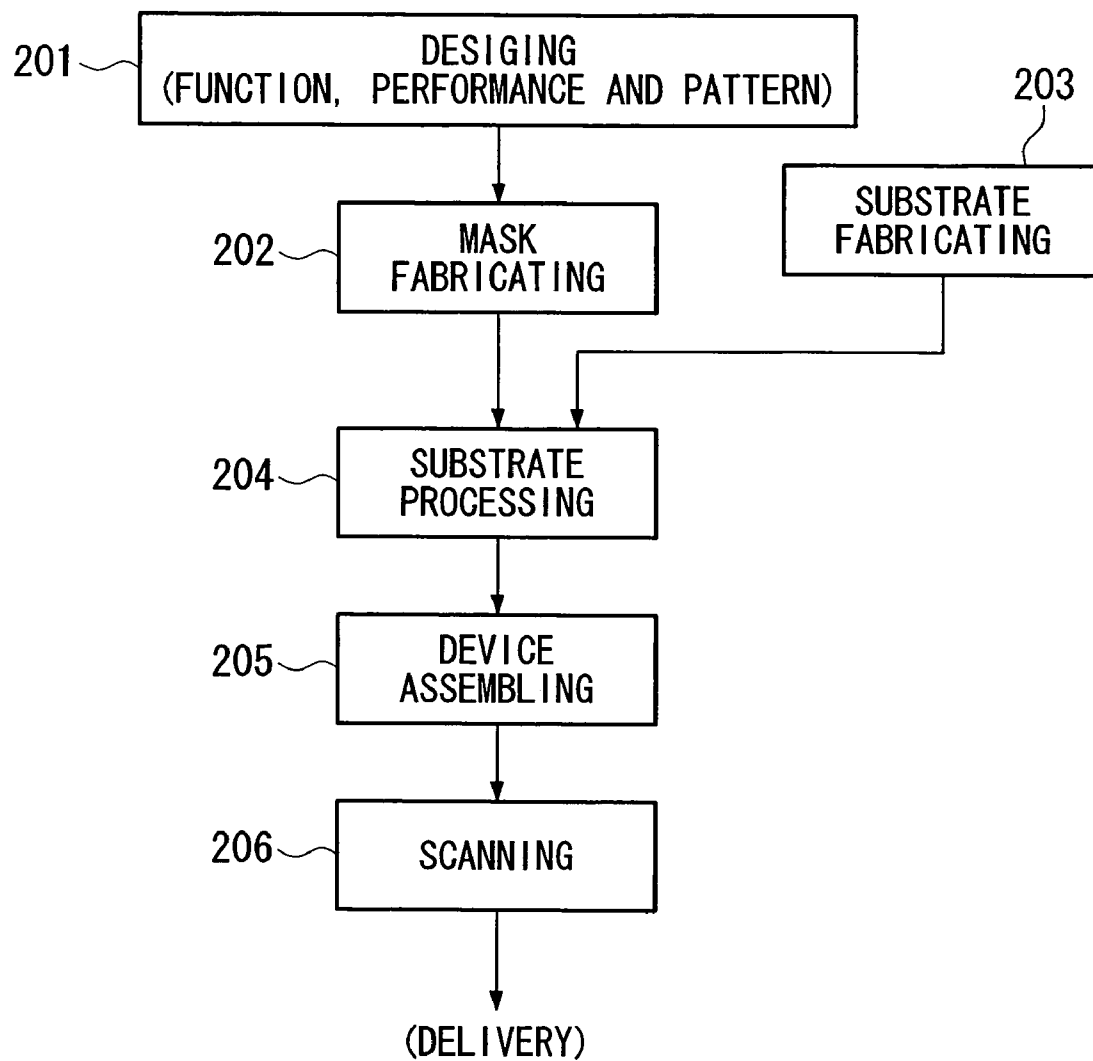 201
DESIGING
(FUNCTION, PERFORMANCE AND PATTERN)
203
SUBSTRATE
FABRICATING
202
MASK
FABRICATING
204
SUBSTRATE
PROCESSING
205
DEVICE
ASSEMBLING
206
SCANNING
(DELIVERY)